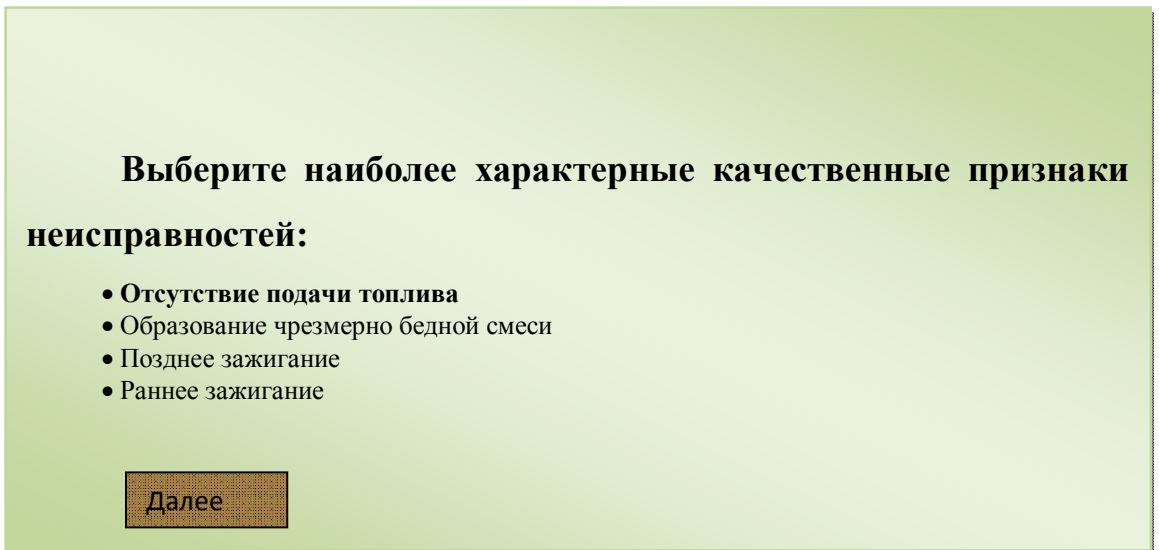 Выберите наиболее характерные качественные признаки
неисправностей:
• Отсутствие подачи топлива
• Образование чрезмерно бедной смеси
• Позднее зажигание
• Раннее зажигание
Далее